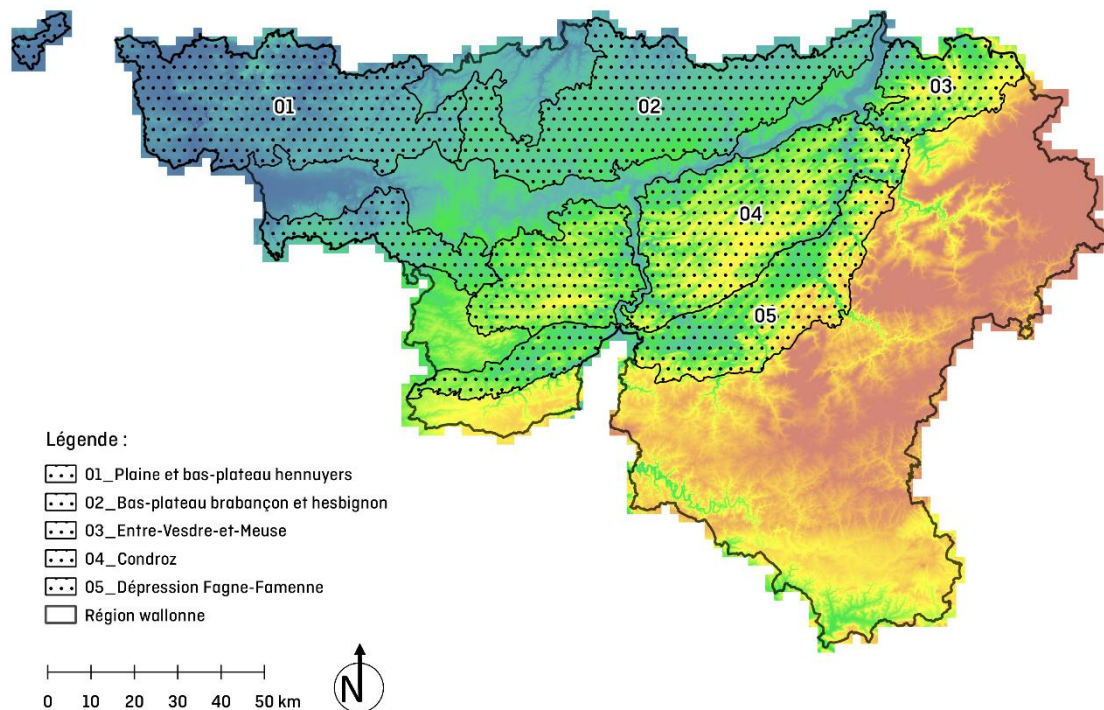 01
02
03
04
05
Légende :
01_Plaine et bas-plateau hennuyers
02_Bas-plateau brabançon et hesbignon
03_Entre-Vesdre-et-Meuse
04_Condroz
05_Dépression Fagne-Famenne
Région wallonne
0 10 20 30 40 50 km
N